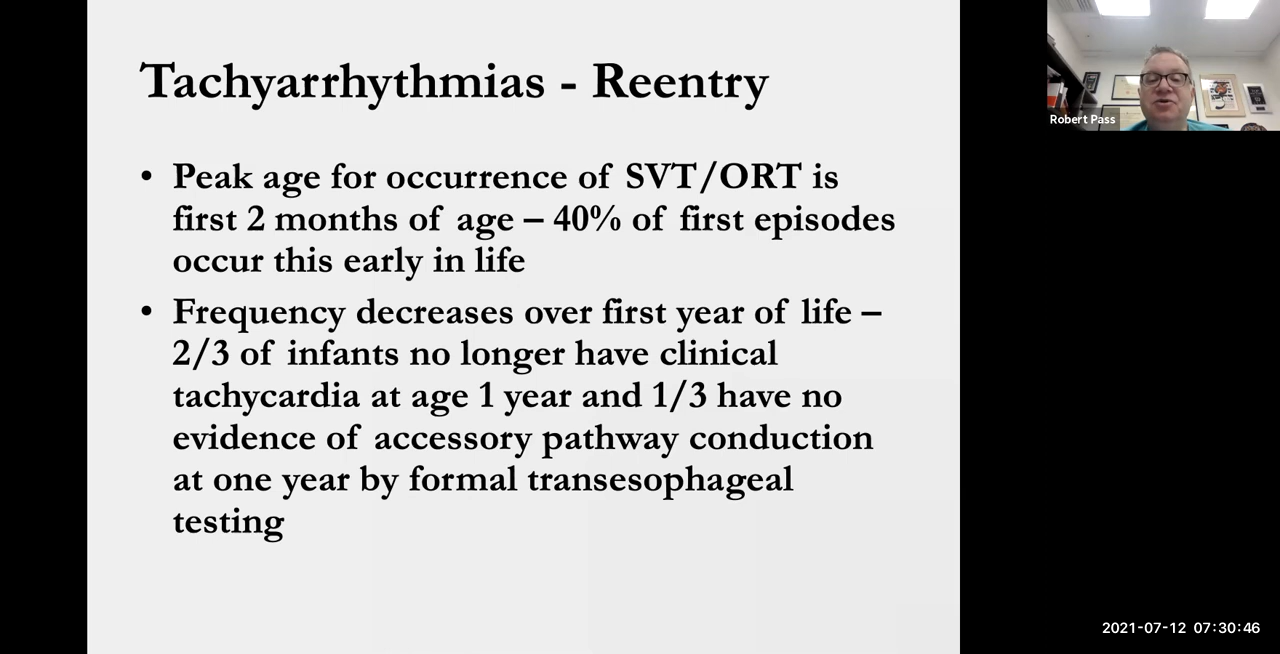 Tachyarrhythmias - Reentry
• Peak age for occurrence of SVT/ORT is
first 2 months of age – 40% of first episodes
occur this early in life
• Frequency decreases over first year of life –
2/3 of infants no longer have clinical
tachycardia at age 1 year and 1/3 have no
evidence of accessory pathway conduction
at one year by formal transesophageal
testing
Robert Pass
2021-07-12 07:30:46